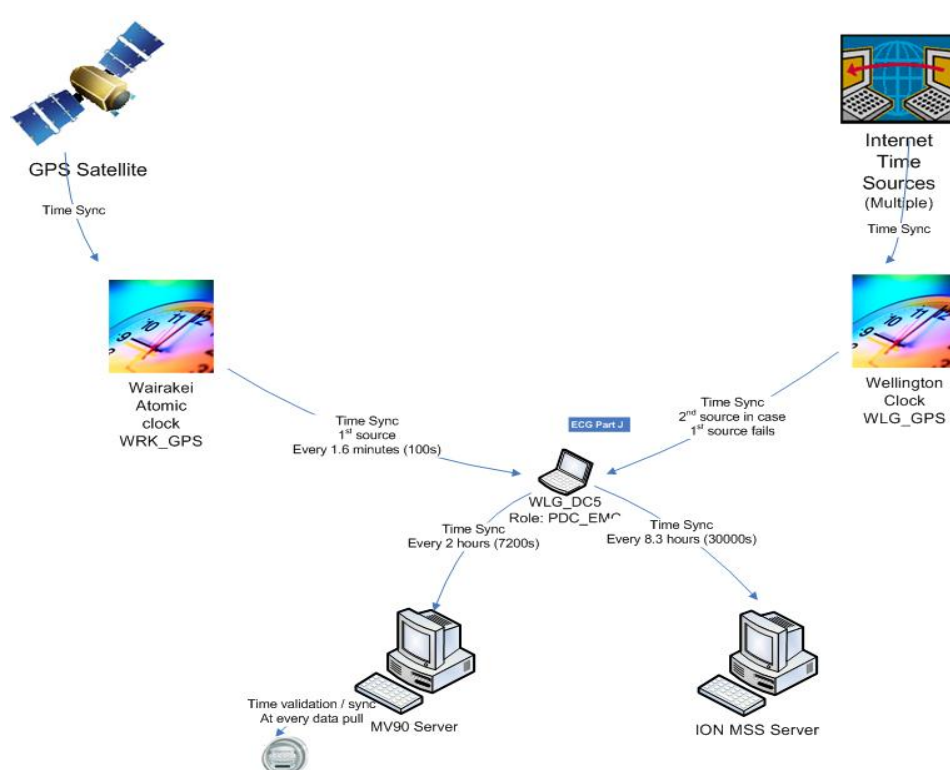 GPS Satellite
Time Sync
Internet
Time
Sources
(Multiple)
Time Sync
Wairakei
Atomic
clock
WRK_GPS
Wellington
Clock
WLG_GPS
Time Sync
1st source
Every 1.6 minutes (100s)
Time Sync
2nd source in case
1st source fails
ECG Part J
WLG_DC5
Role: PDC_EMC
Time Sync
Every 2 hours (7200s)
Time Sync
Every 8.3 hours (30000s)
Time validation / sync
At every data pull
MV90 Server
ION MSS Server